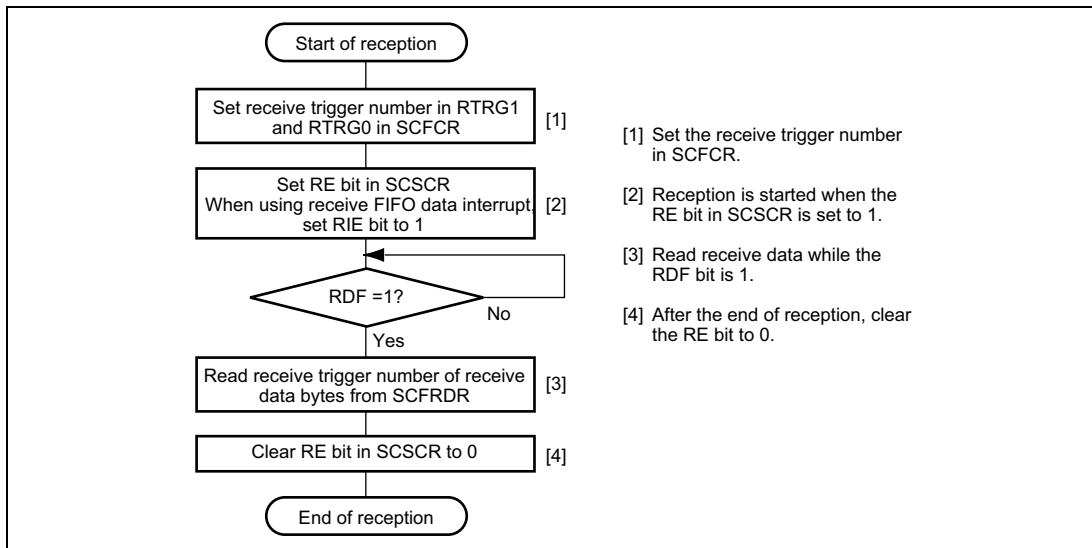 Start of reception
Set receive trigger number in RTRG1
and RTRG0 in SCFCR
[1]
Set RE bit in SCSCR
When using receive FIFO data interrupt,
set RIE bit to 1
[2]
RDF =1?
No
Yes
Read receive trigger number of receive
data bytes from SCFRDR
[3]
Clear RE bit in SCSCR to 0
[4]
End of reception
[1] Set the receive trigger number
in SCFCR.
[2] Reception is started when the
RE bit in SCSCR is set to 1.
[3] Read receive data while the
RDF bit is 1.
[4] After the end of reception, clear
the RE bit to 0.